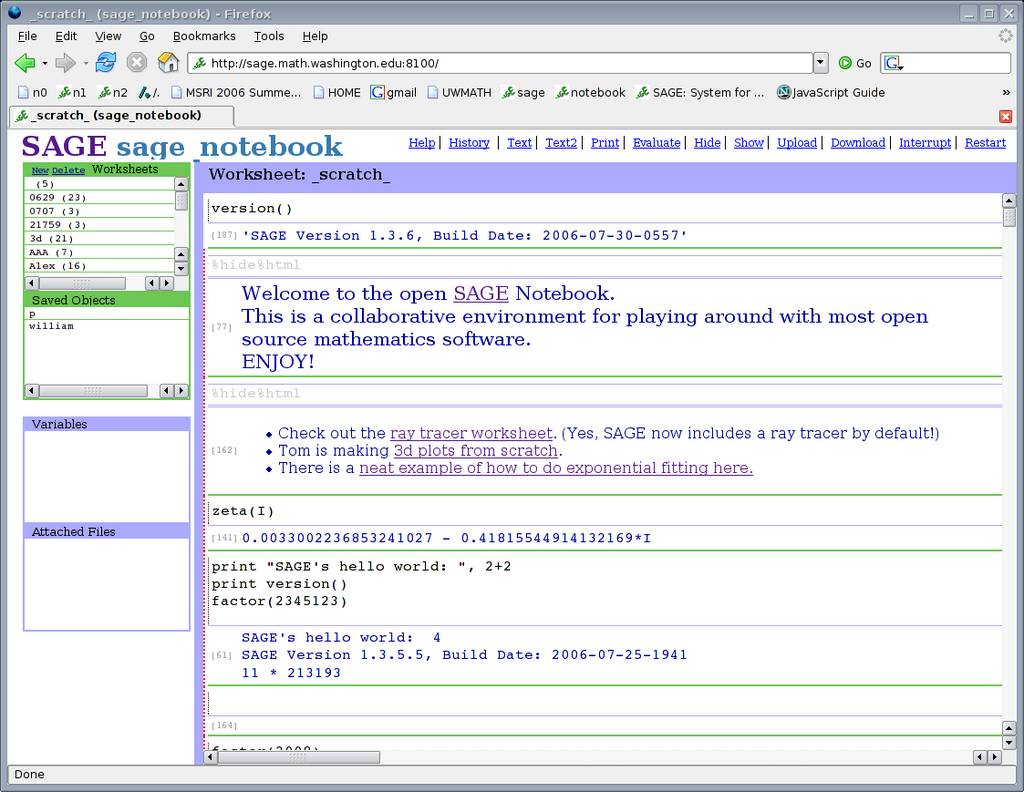 _scratch_ (sage_notebook) - Firefox
File Edit View Go Bookmarks Tools Help
http://sage.math.washington.edu:8100/ Go G
n0 n1 n2 /. MSRI 2006 Summe... HOME gmail UWMATH sage notebook SAGE: System for ... JavaScript Guide »
_scratch_ (sage_notebook)
SAGE sage_notebook
Help | History | Text | Text2 | Print | Evaluate | Hide | Show | Upload | Download | Interrupt | Restart
New Delete Worksheets
(5)
0629 (23)
0707 (3)
21759 (3)
3d (21)
AAA (7)
Alex (16)
Saved Objects
p
william
Variables
Attached Files
Worksheet: _scratch_
version()
[187] 'SAGE Version 1.3.6, Build Date: 2006-07-30-0557'
%hide%html
Welcome to the open SAGE Notebook.
[77] This is a collaborative environment for playing around with most open
source mathematics software.
ENJOY!
%hide%html
• Check out the ray tracer worksheet. (Yes, SAGE now includes a ray tracer by default!)
[162] • Tom is making 3d plots from scratch.
• There is a neat example of how to do exponential fitting here.
zeta(I)
[141] 0.0033002236853241027 - 0.41815544914132169*I
print "SAGE's hello world: ", 2+2
print version()
factor(2345123)
SAGE's hello world:  4
[61] SAGE Version 1.3.5.5, Build Date: 2006-07-25-1941
11 * 213193
[164]
Done